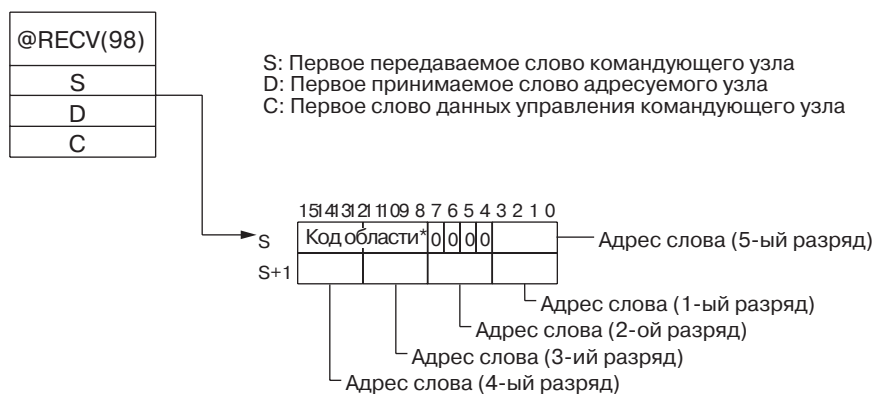 @RECV(98)
S
D
C
S: Первое передаваемое слово командующего узла
D: Первое принимаемое слово адресуемого узла
C: Первое слово данных управления командующего узла
15 14 13 12 11 10 9 8 7 6 5 4 3 2 1 0
S
Код области* 0 0 0 0
Адрес слова (5-ый разряд)
S+1
Адрес слова (1-ый разряд)
Адрес слова (2-ой разряд)
Адрес слова (3-ий разряд)
Адрес слова (4-ый разряд)